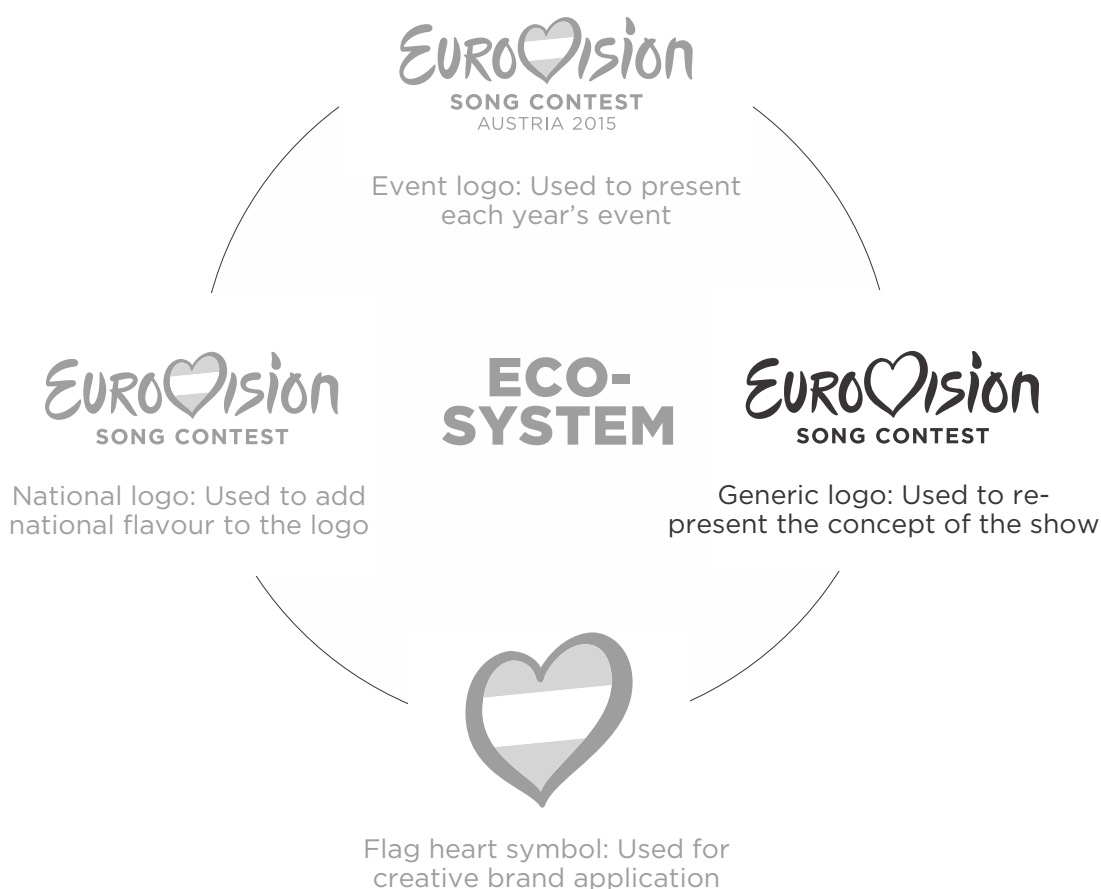 EUROVISION
SONG CONTEST
AUSTRIA 2015
Event logo: Used to present
each year’s event
EUROVISION
SONG CONTEST
National logo: Used to add
national flavour to the logo
ECO-
SYSTEM
EUROVISION
SONG CONTEST
Generic logo: Used to re-
present the concept of the show
Flag heart symbol: Used for
creative brand application